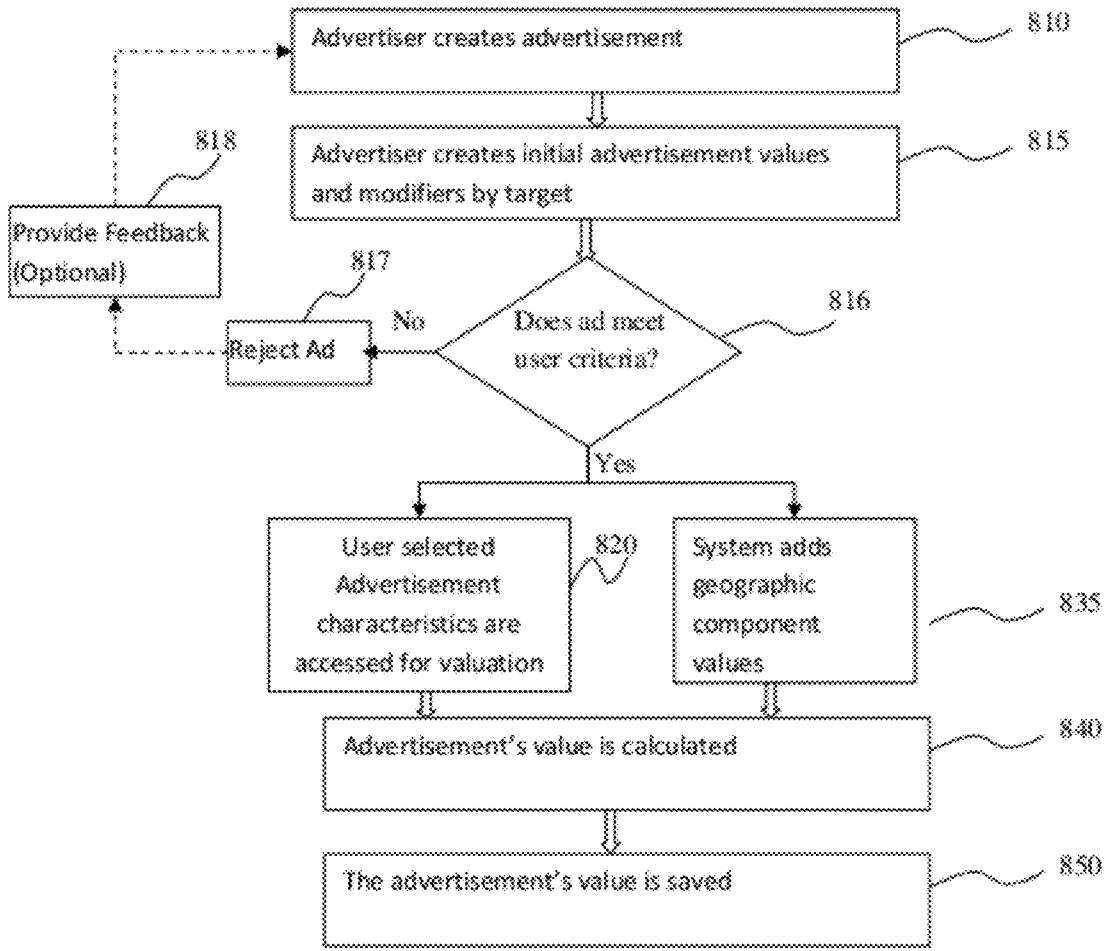 Advertiser creates advertisement
810
Advertiser creates initial advertisement values
and modifiers by target
815
818
Provide Feedback
(Optional)
817
Reject Ad
No
Does ad meet
user criteria?
816
Yes
User selected
Advertisement
characteristics are
accessed for valuation
820
System adds
geographic
component
values
835
Advertisement's value is calculated
840
The advertisement's value is saved
850